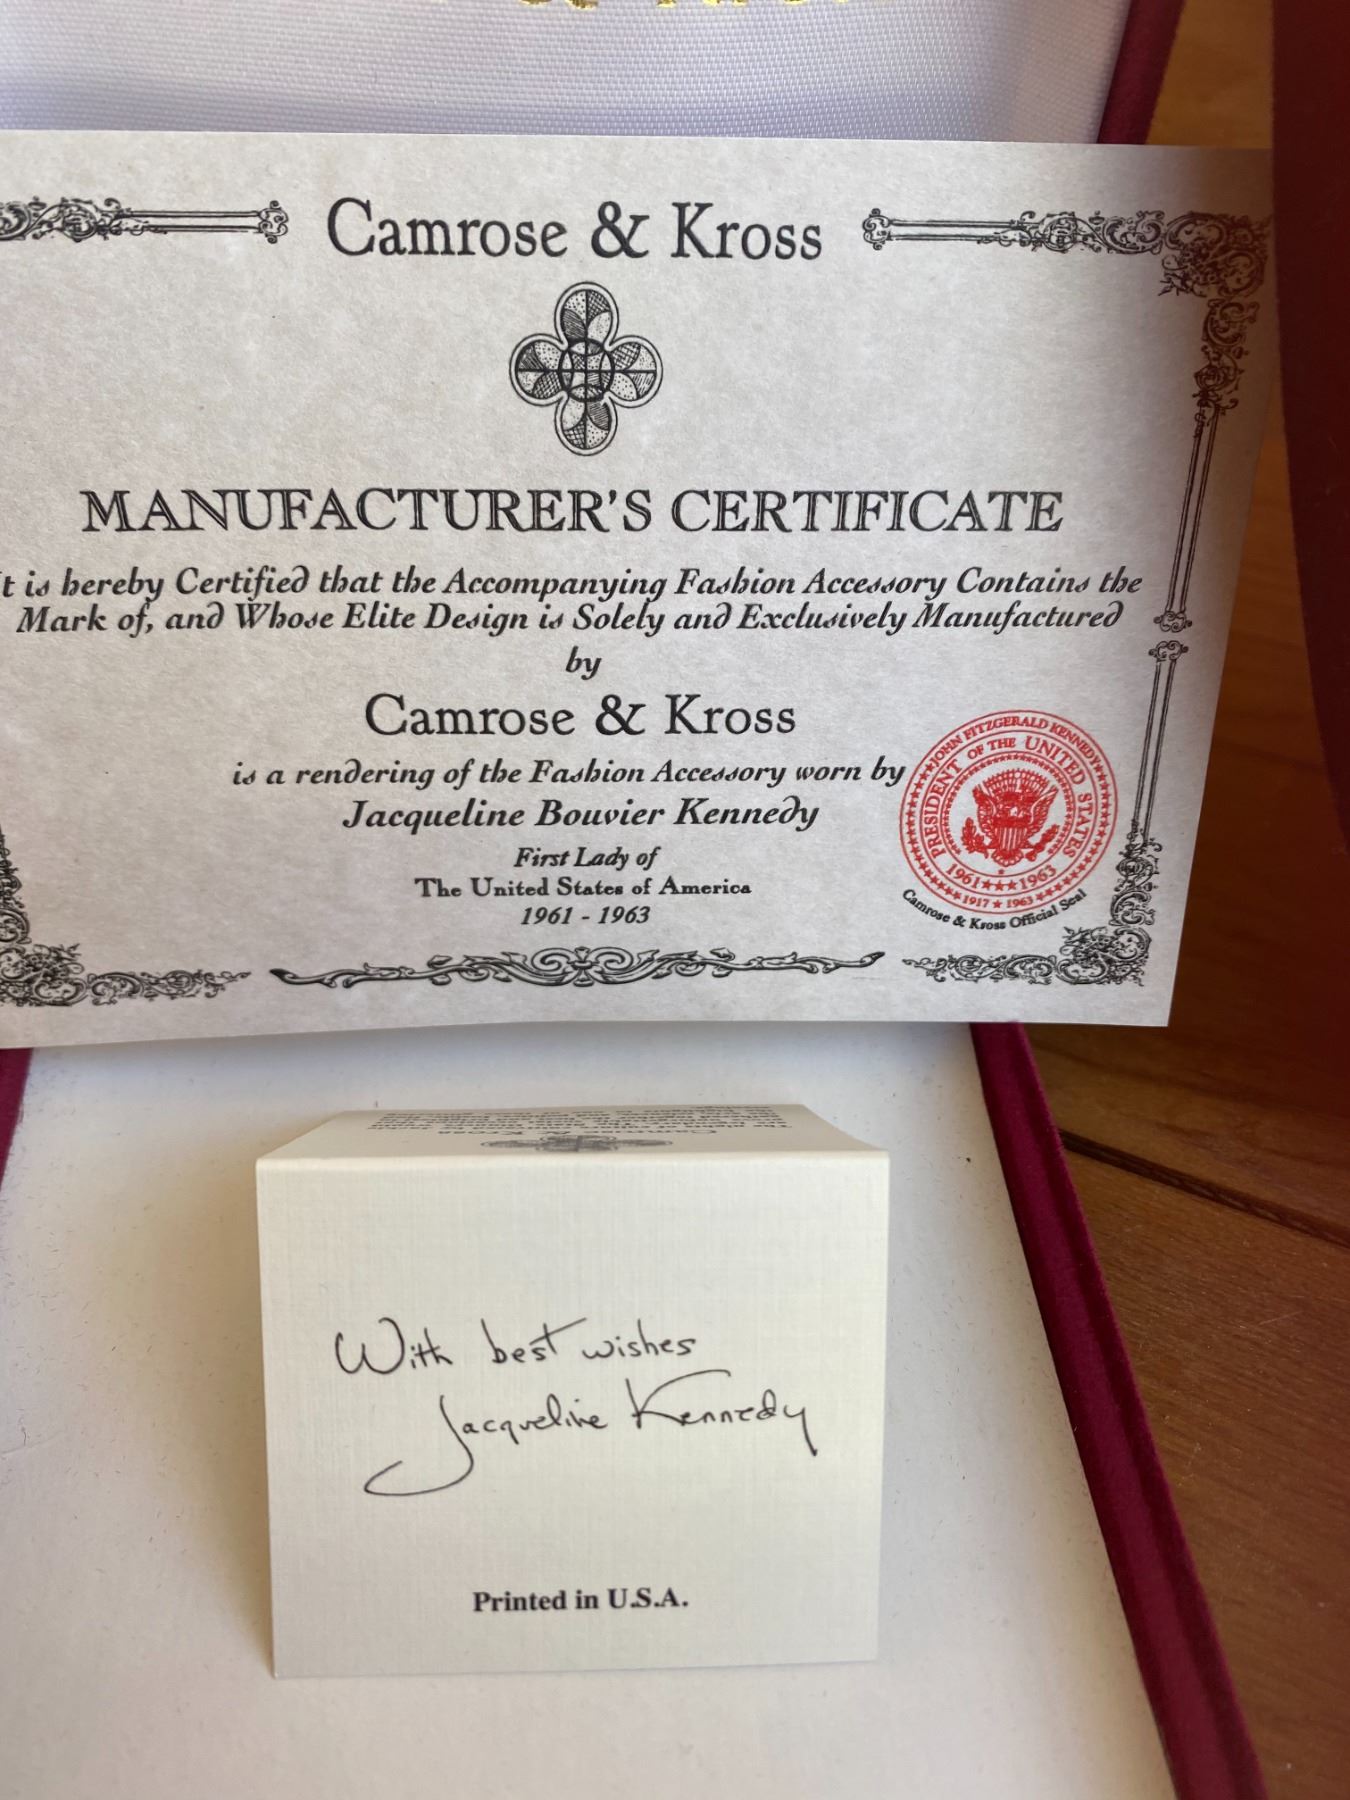 Camrose & Kross
MANUFACTURER'S CERTIFICATE
t is hereby Certified that the Accompanying Fashion Accessory Contains the
Mark of, and Whose Elite Design is Solely and Exclusively Manufactured
by
Camrose & Kross
is a rendering of the Fashion Accessory worn by
Jacqueline Bouvier Kennedy
First Lady of
The United States of America
1961 - 1963
JOHN FITZGERALD KENNEDY
PRESIDENT OF THE UNITED STATES
1961★★★1963
1917 ★ 1963
Camrose & Kross Official Seal
With best wishes
Jacqueline Kennedy
Printed in U.S.A.